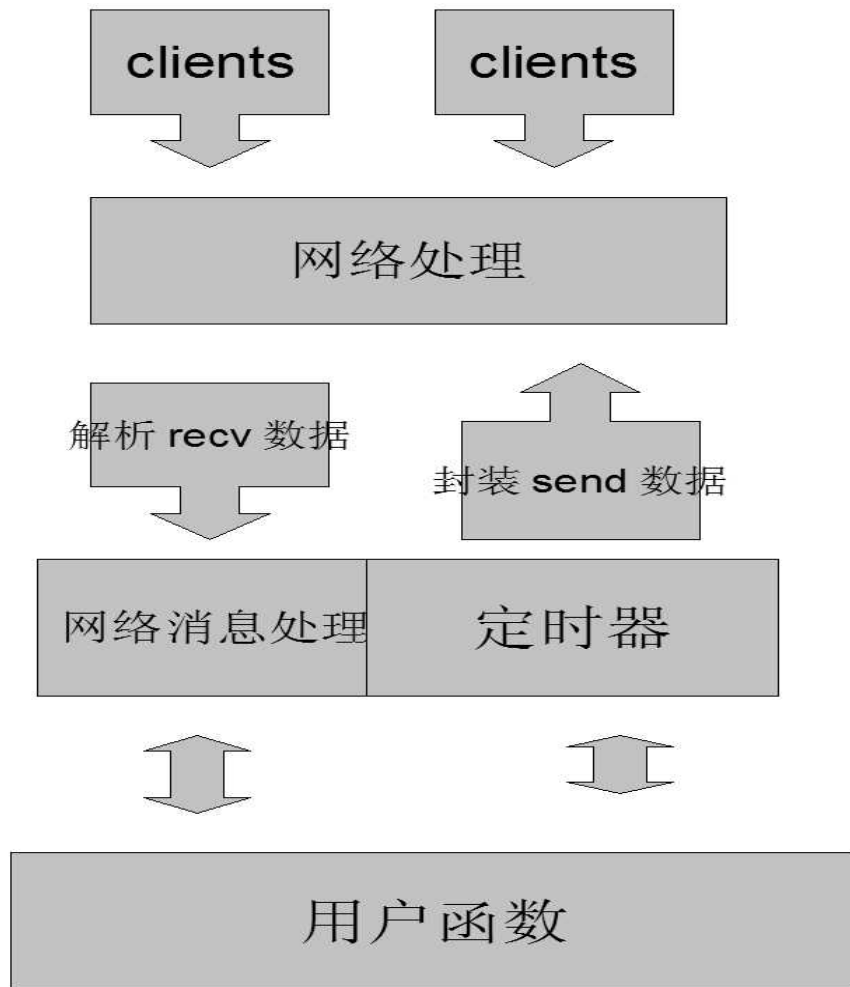 clients
clients
网络处理
解析 recv 数据
封装 send 数据
网络消息处理
定时器
用户函数